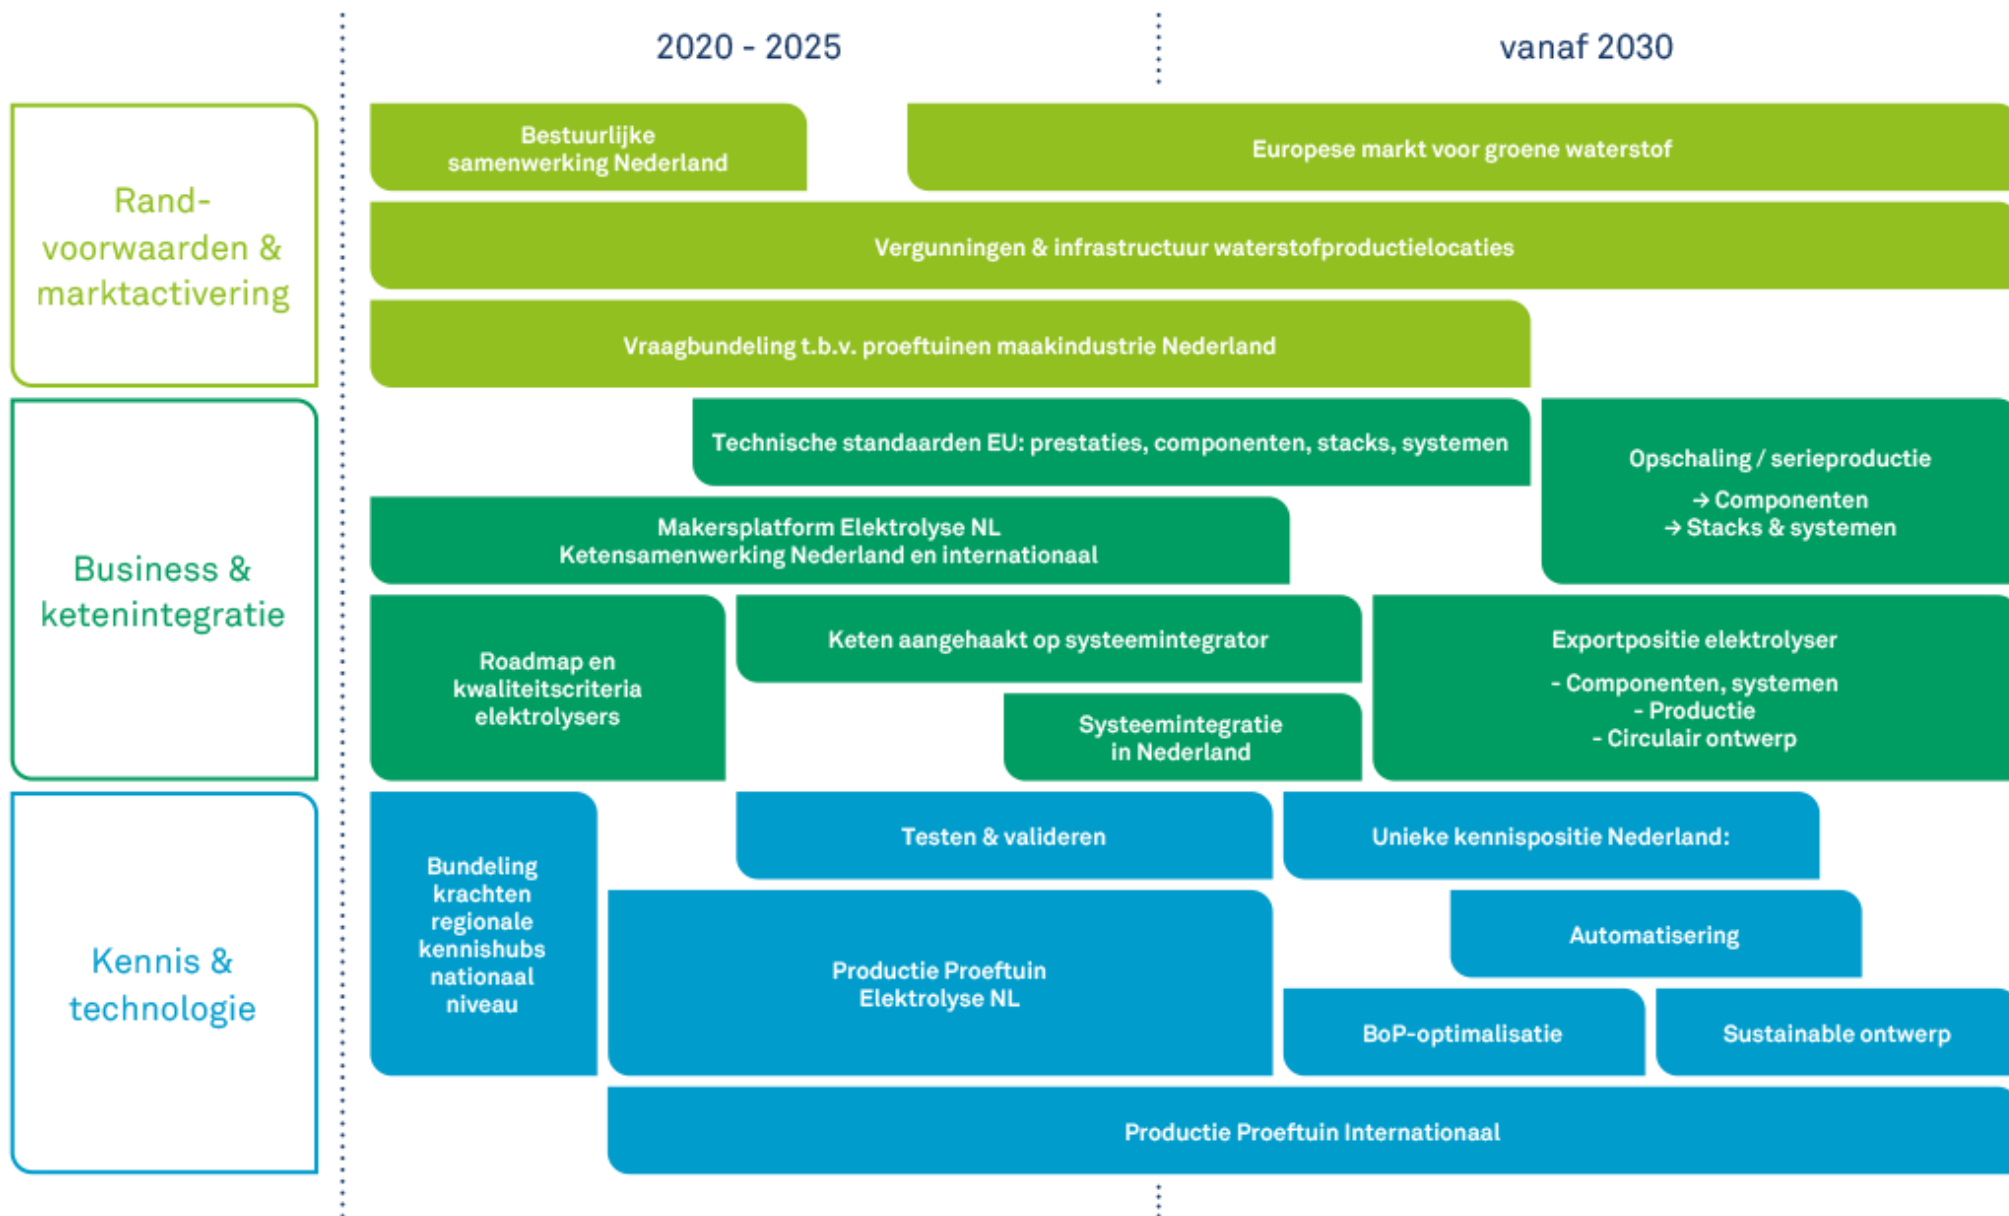 2020 - 2025
vanaf 2030
Rand-
voorwaarden &
marktactivering
Bestuurlijke
samenwerking Nederland
Europese markt voor groene waterstof
Vergunningen & infrastructuur waterstofproductielocaties
Vraagbundeling t.b.v. proeftuinen maakindustrie Nederland
Business &
ketenintegratie
Technische standaarden EU: prestaties, componenten, stacks, systemen
Opschaling / serieproductie
→ Componenten
→ Stacks & systemen
Makersplatform Elektrolyse NL
Ketensamenwerking Nederland en internationaal
Roadmap en
kwaliteitscriteria
elektrolysers
Keten aangehaakt op systeemintegrator
Systeemintegratie
in Nederland
Exportpositie elektrolyser
- Componenten, systemen
- Productie
- Circulair ontwerp
Kennis &
technologie
Bundeling
krachten
regionale
kennishubs
nationaal
niveau
Testen & valideren
Unieke kennispositie Nederland:
Productie Proeftuin
Elektrolyse NL
Automatisering
BoP-optimalisatie
Sustainable ontwerp
Productie Proeftuin Internationaal